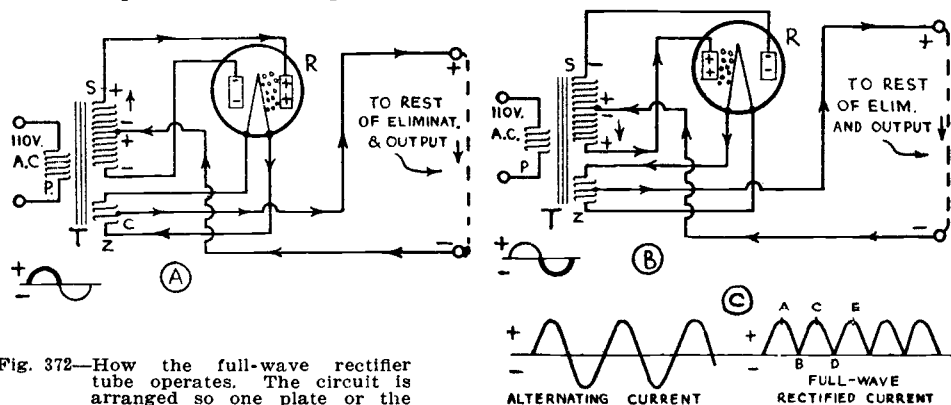 S
+
-
+
-
-
+
+
R
110V.
A.C
P.
T
C
Z
+
TO REST
OF ELIMINAT.
& OUTPUT
-
+
-
A
S
-
+
-
+
+
+
-
R
110V.
A.C.
P
T
Z
+
TO REST
OF ELIM.
AND OUTPUT
-
+
-
B
C
+
-
ALTERNATING CURRENT
+
-
A C E
B D
FULL-WAVE
RECTIFIED CURRENT
Fig. 372—How the full-wave rectifier
tube operates. The circuit is
arranged so one plate or the